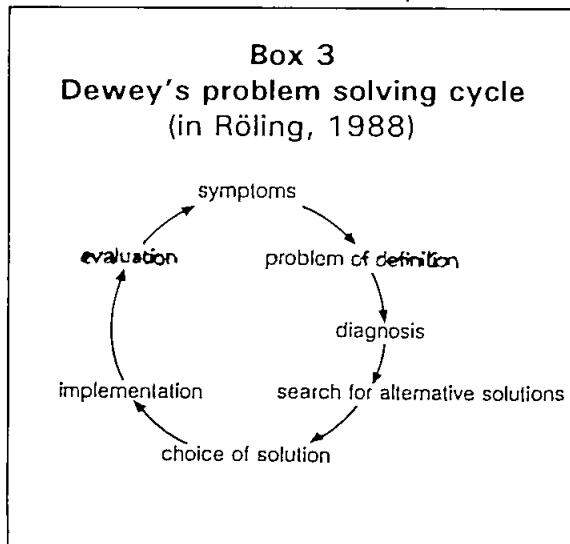 Box 3
Dewey's problem solving cycle
(in Röling, 1988)
symptoms
problem of definition
diagnosis
search for alternative solutions
choice of solution
implementation
evaluation